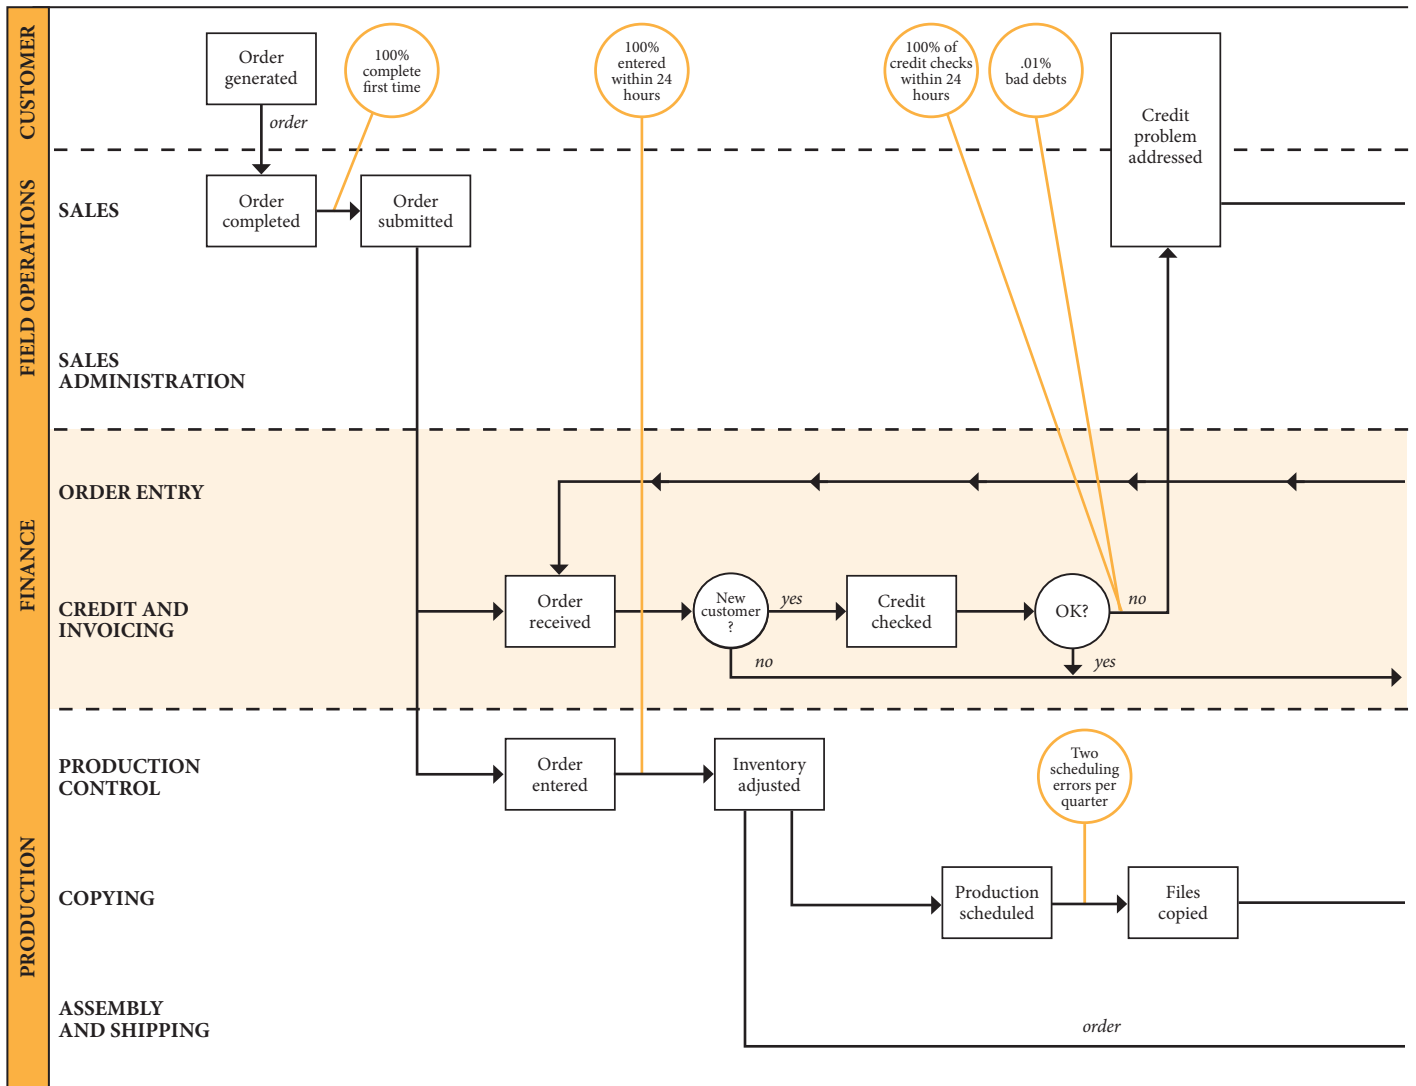 CUSTOMER
Order
generated
100%
complete
first time
100%
entered
within 24
hours
100% of
credit checks
within 24
hours
.01%
bad debts
Credit
problem
addressed
order
FIELD OPERATIONS
SALES
Order
completed
Order
submitted
SALES
ADMINISTRATION
FINANCE
ORDER ENTRY
CREDIT AND
INVOICING
Order
received
New
customer
?
yes
Credit
checked
OK?
no
no
yes
PRODUCTION
PRODUCTION
CONTROL
Order
entered
Inventory
adjusted
Two
scheduling
errors per
quarter
COPYING
Production
scheduled
Files
copied
ASSEMBLY
AND SHIPPING
order